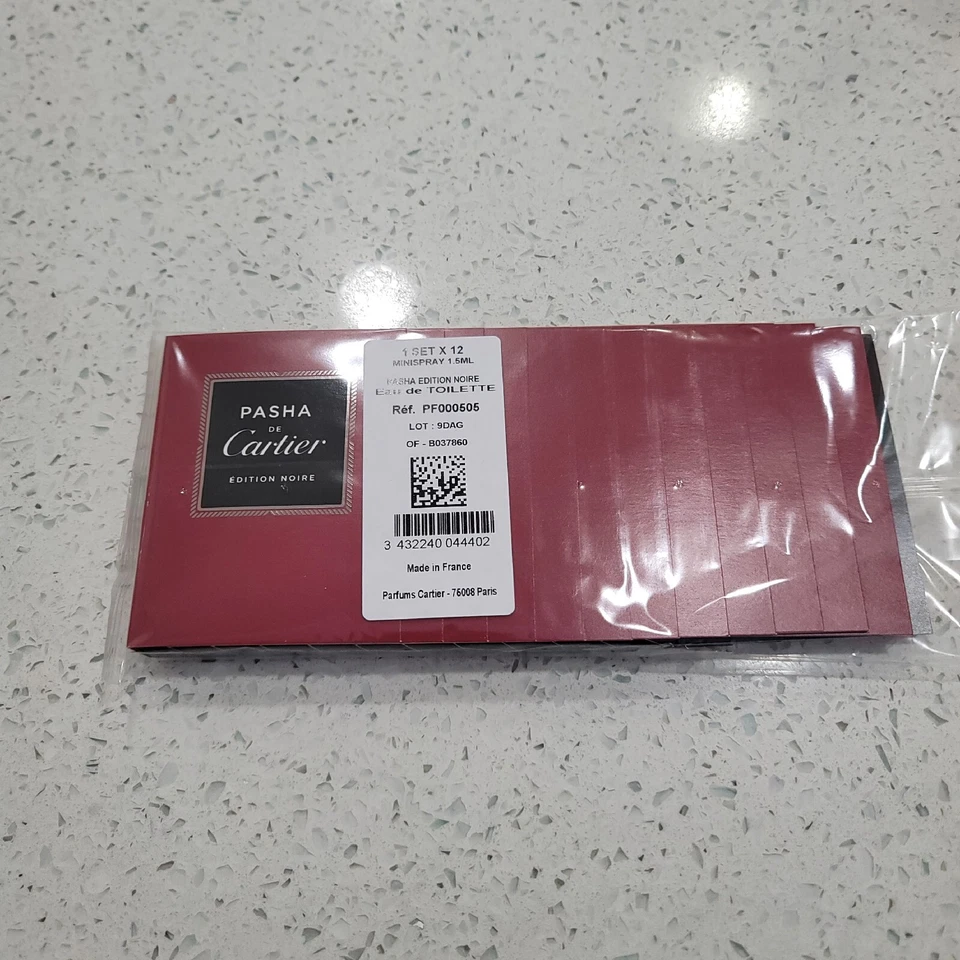 PASHA
DE
Cartier
ÉDITION NOIRE
1 SET X 12
MINISPRAY 1.5ML
PASHA EDITION NOIRE
Eau de TOILETTE
Réf. PF000505
LOT : 9DAG
OF - B037860
3 432240 044402
Made in France
Parfums Cartier - 75008 Paris